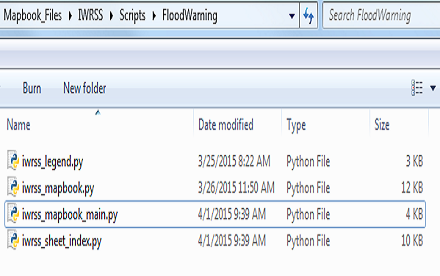 Mapbook_Files ▸ IWRSS ▸ Scripts ▸ FloodWarning Search FloodWarning
Burn New folder
Name Date modified Type Size
iwrss_legend.py 3/25/2015 8:22 AM Python File 3 KB
iwrss_mapbook.py 3/26/2015 11:50 AM Python File 12 KB
iwrss_mapbook_main.py 4/1/2015 9:39 AM Python File 4 KB
iwrss_sheet_index.py 4/1/2015 9:39 AM Python File 10 KB